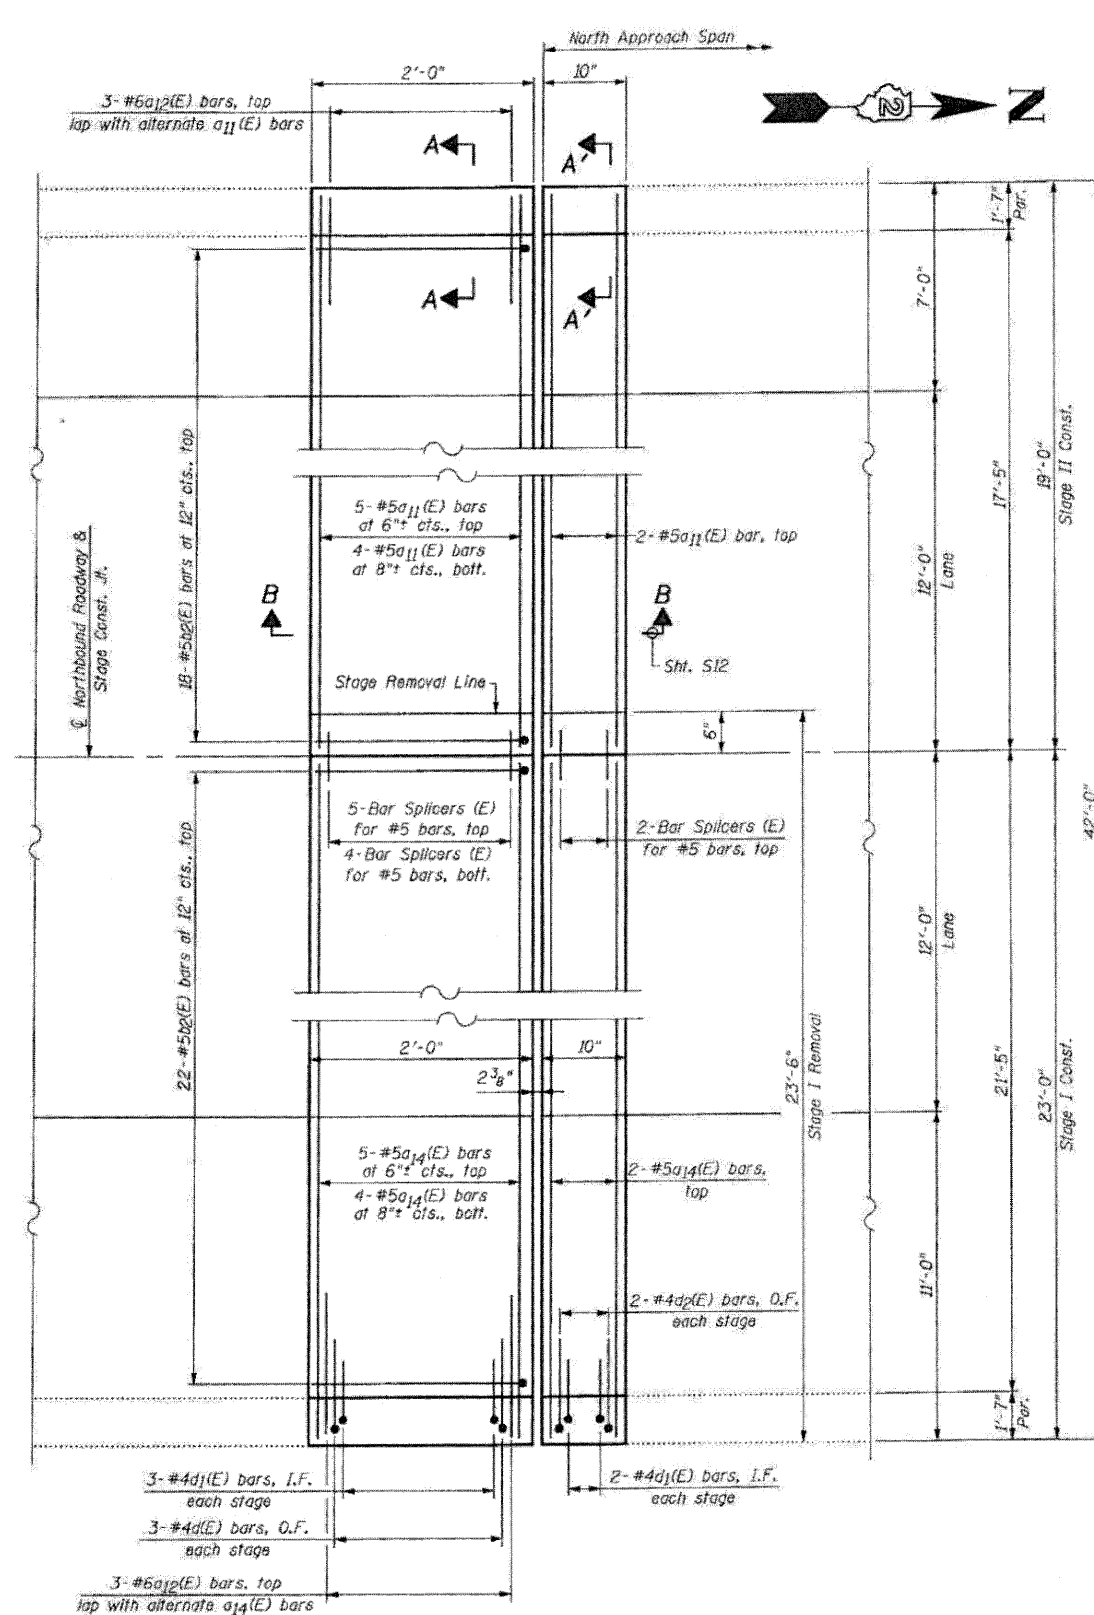 North Approach Span
2'-0"
10"
3-#6a12(E) bars, top
lap with alternate a11(E) bars
2
N
A
A'
A
A'
1'-7"
Par.
7'-0"
18-#5b2(E) bars at 12" cts., top
5-#5a11(E) bars
at 6"± cts., top
4-#5a11(E) bars
at 8"± cts., bott.
2-#5a11(E) bar, top
17'-5"
19'-0"
Stage II Const.
12'-0"
Lane
℄ Northbound Roadway &
Stage Const. Jt.
B
B
Sht. S12
Stage Removal Line
6"
5-Bar Splicers (E)
for #5 bars, top
4-Bar Splicers (E)
for #5 bars, bott.
2-Bar Splicers (E)
for #5 bars, top
42'-0"
12'-0"
Lane
22-#5b2(E) bars at 12" cts., top
2'-0"
10"
2 3/8"
23'-6"
Stage I Removal
21'-5"
23'-0"
Stage I Const.
5-#5a14(E) bars
at 6"± cts., top
4-#5a14(E) bars
at 8"± cts., bott.
2-#5a14(E) bars,
top
11'-0"
2-#4d2(E) bars, O.F.
each stage
1'-7"
Par.
3-#4d1(E) bars, I.F.
each stage
2-#4d1(E) bars, I.F.
each stage
3-#4d(E) bars, O.F.
each stage
3-#6a12(E) bars, top
lap with alternate a14(E) bars